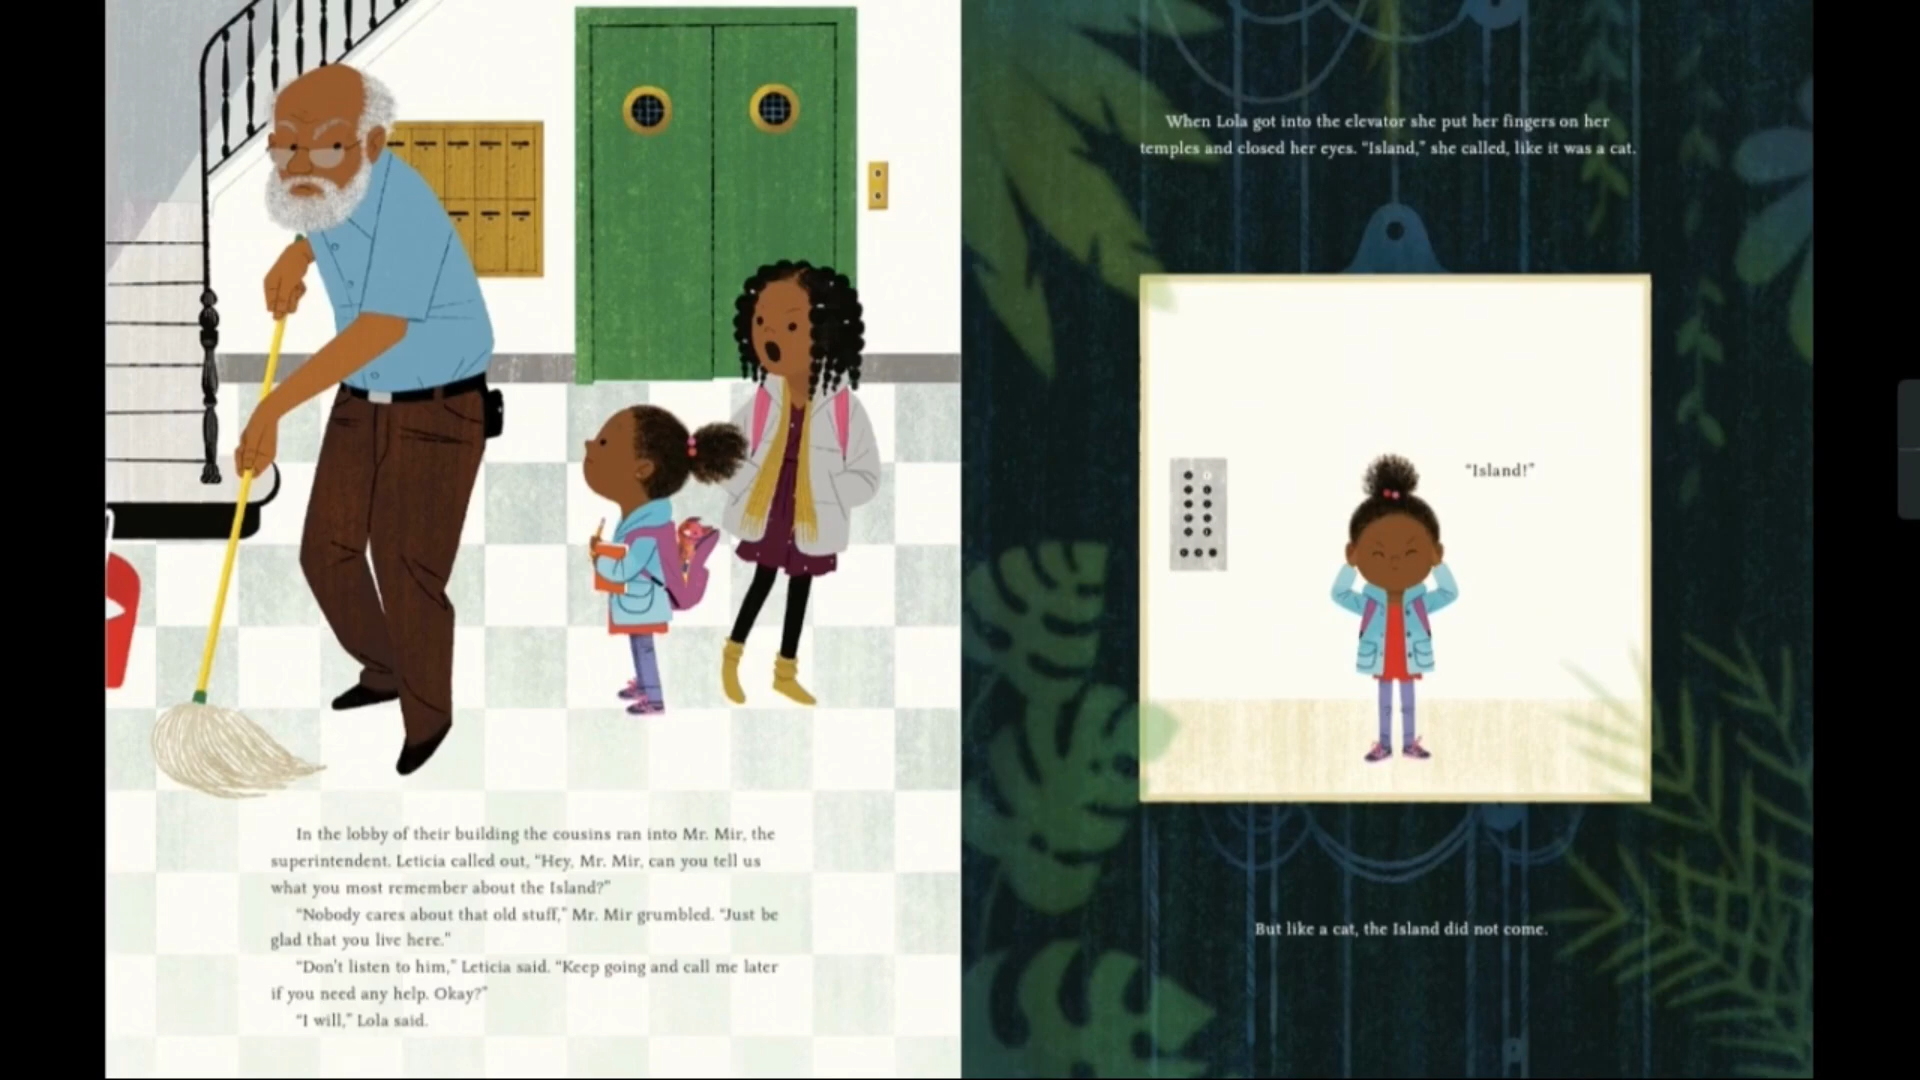 In the lobby of their building the cousins ran into Mr. Mir, the
superintendent. Leticia called out, “Hey, Mr. Mir, can you tell us
what you most remember about the Island?”
“Nobody cares about that old stuff,” Mr. Mir grumbled. “Just be
glad that you live here.”
“Don’t listen to him,” Leticia said. “Keep going and call me later
if you need any help. Okay?”
“I will,” Lola said.
When Lola got into the elevator she put her fingers on her
temples and closed her eyes. “Island,” she called, like it was a cat.
“Island!”
But like a cat, the Island did not come.